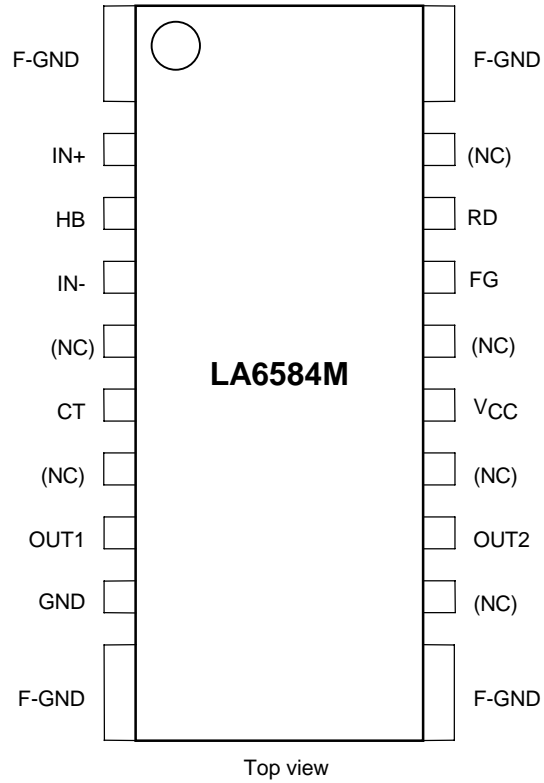 F-GND F-GND
IN+ (NC)
HB RD
IN- FG
(NC) (NC)
LA6584M
CT VCC
(NC) (NC)
OUT1 OUT2
GND (NC)
F-GND F-GND
Top view